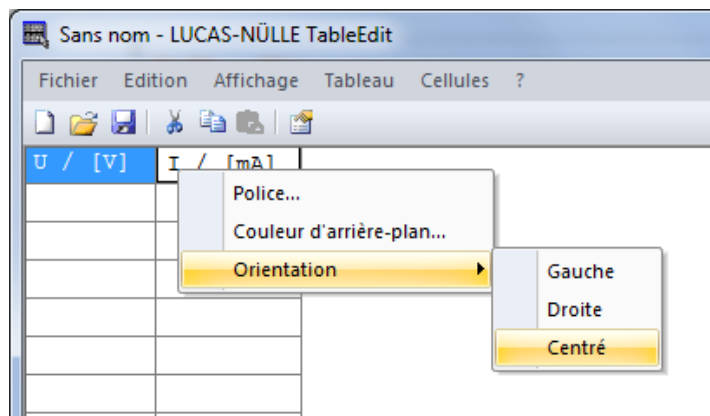 Sans nom - LUCAS-NÜLLE TableEdit
Fichier Edition Affichage Tableau Cellules ?
U / [V] I / [mA]
Police...
Couleur d'arrière-plan...
Orientation
Gauche
Droite
Centré